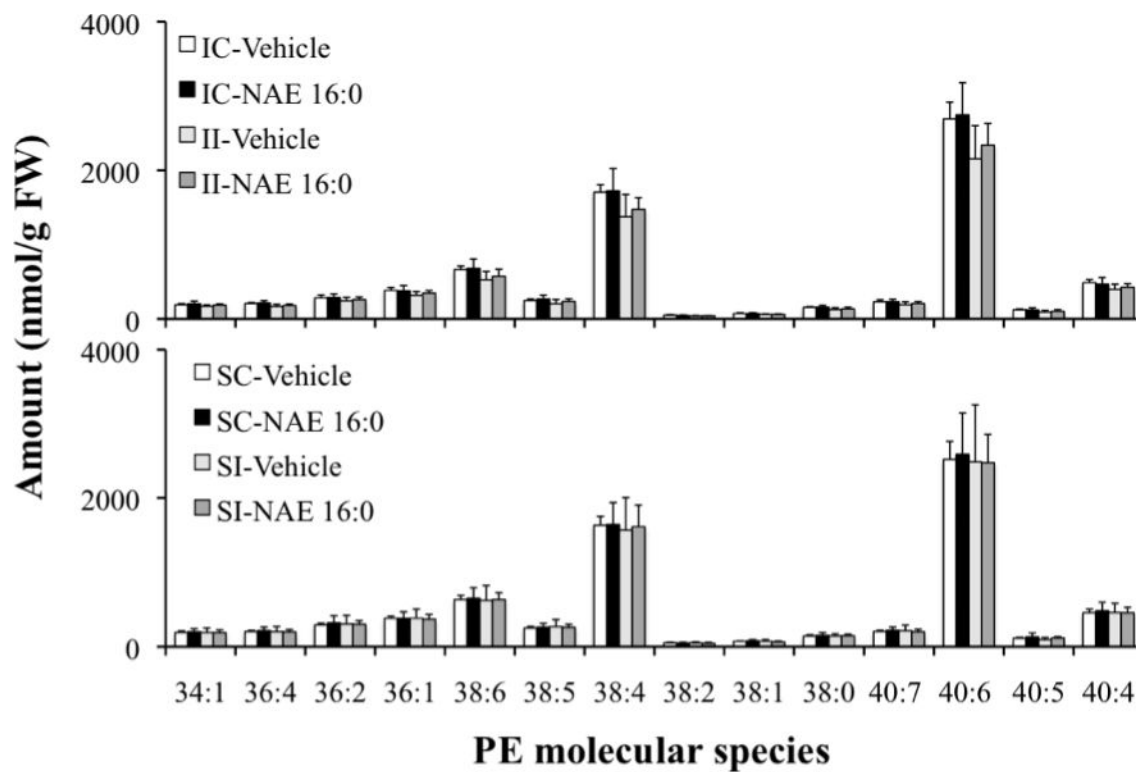 4000
IC-Vehicle
IC-NAE 16:0
II-Vehicle
2000
II-NAE 16:0
0
Amount (nmol/g FW)
4000
SC-Vehicle
SC-NAE 16:0
SI-Vehicle
2000
SI-NAE 16:0
0
34:1 36:4 36:2 36:1 38:6 38:5 38:4 38:2 38:1 38:0 40:7 40:6 40:5 40:4
PE molecular species